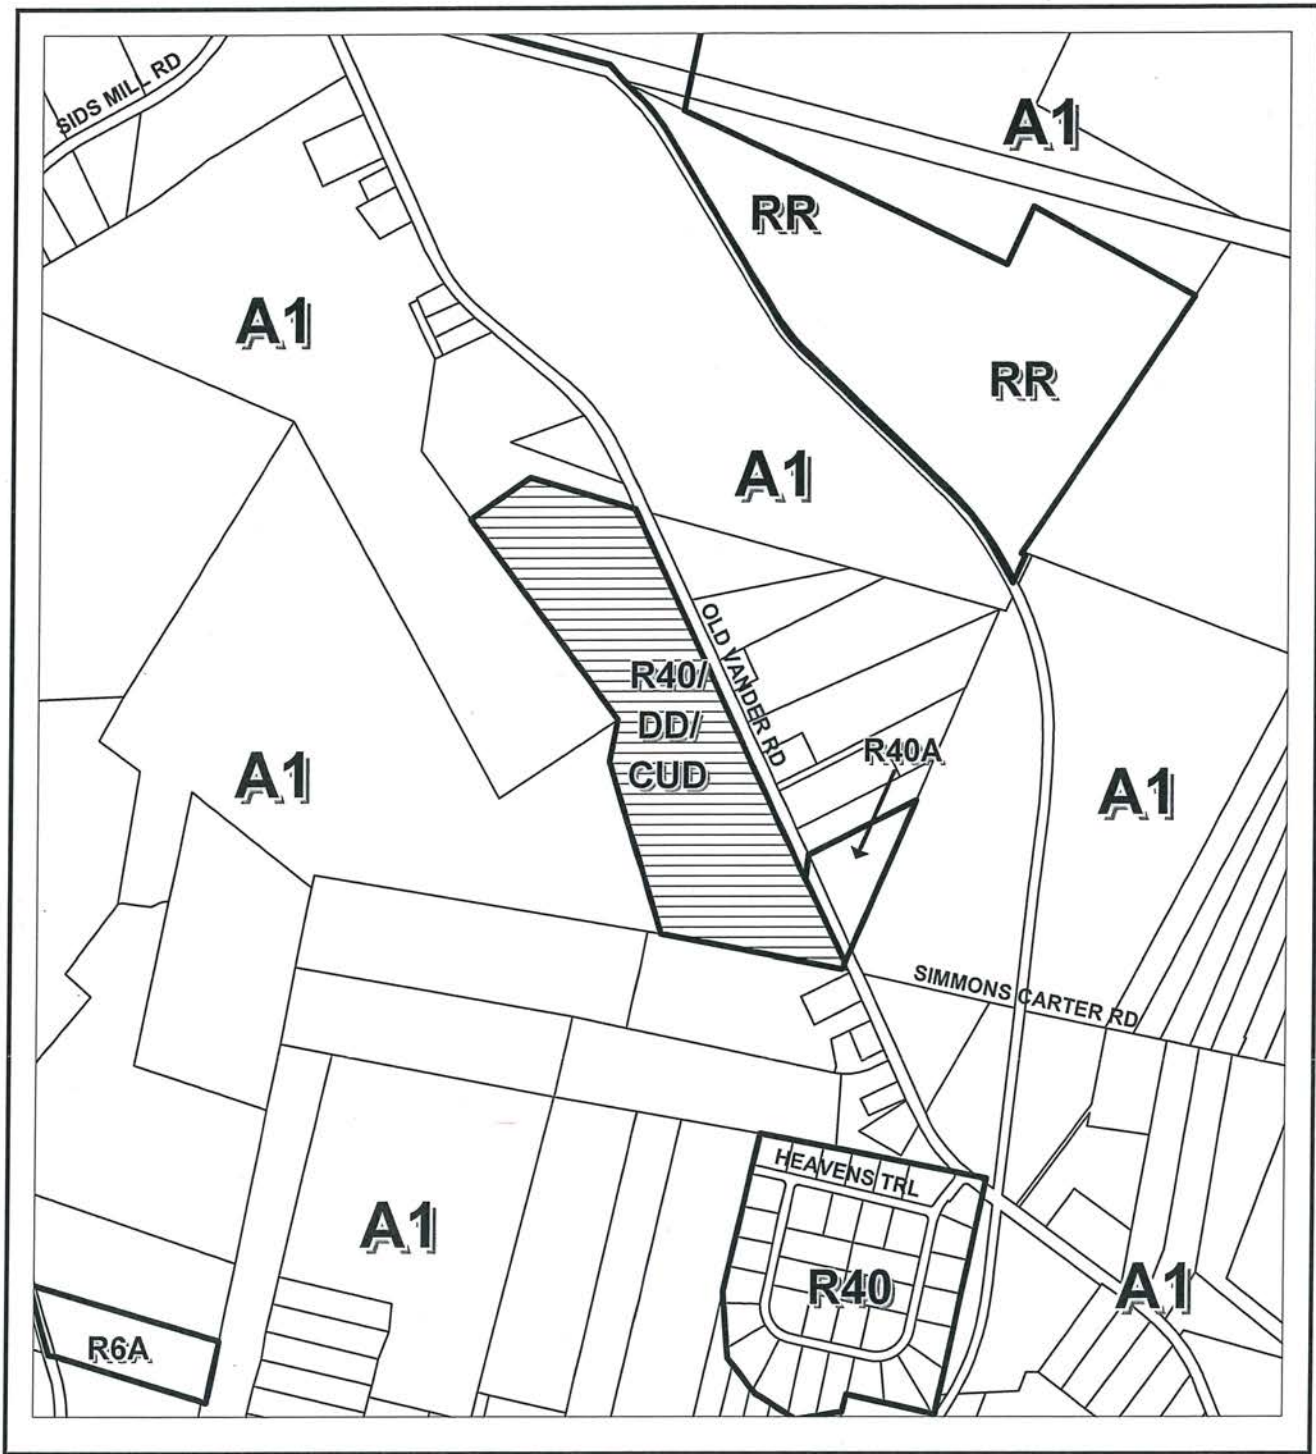 SIDS MILL RD
A1
RR
A1
RR
A1
OLD VANDER RD
R40/
DD/
CUD
R40A
A1
A1
SIMMONS CARTER RD
HEAVENS TRL
A1
R40
A1
R6A